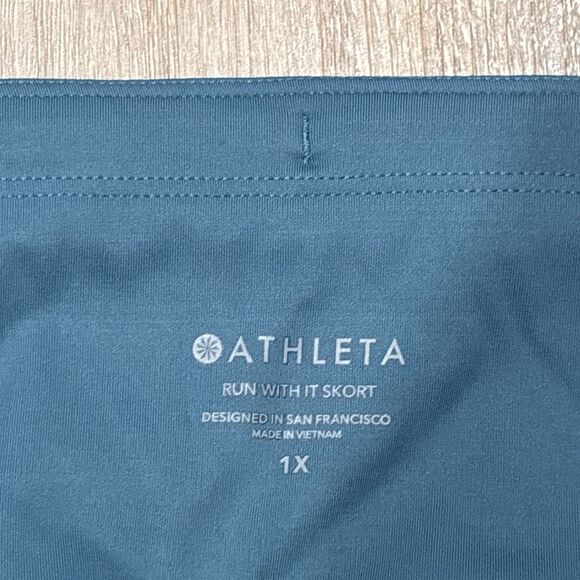 ATHLETA
RUN WITH IT SKORT
DESIGNED IN SAN FRANCISCO
MADE IN VIETNAM
1X